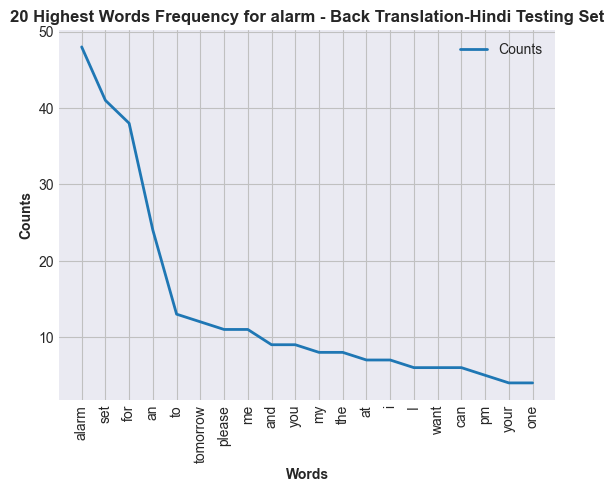 20 Highest Words Frequency for alarm - Back Translation-Hindi Testing Set
Counts
50
40
30
20
10
Counts
alarm
set
for
an
to
tomorrow
please
me
and
you
my
the
at
i
I
want
can
pm
your
one
Words